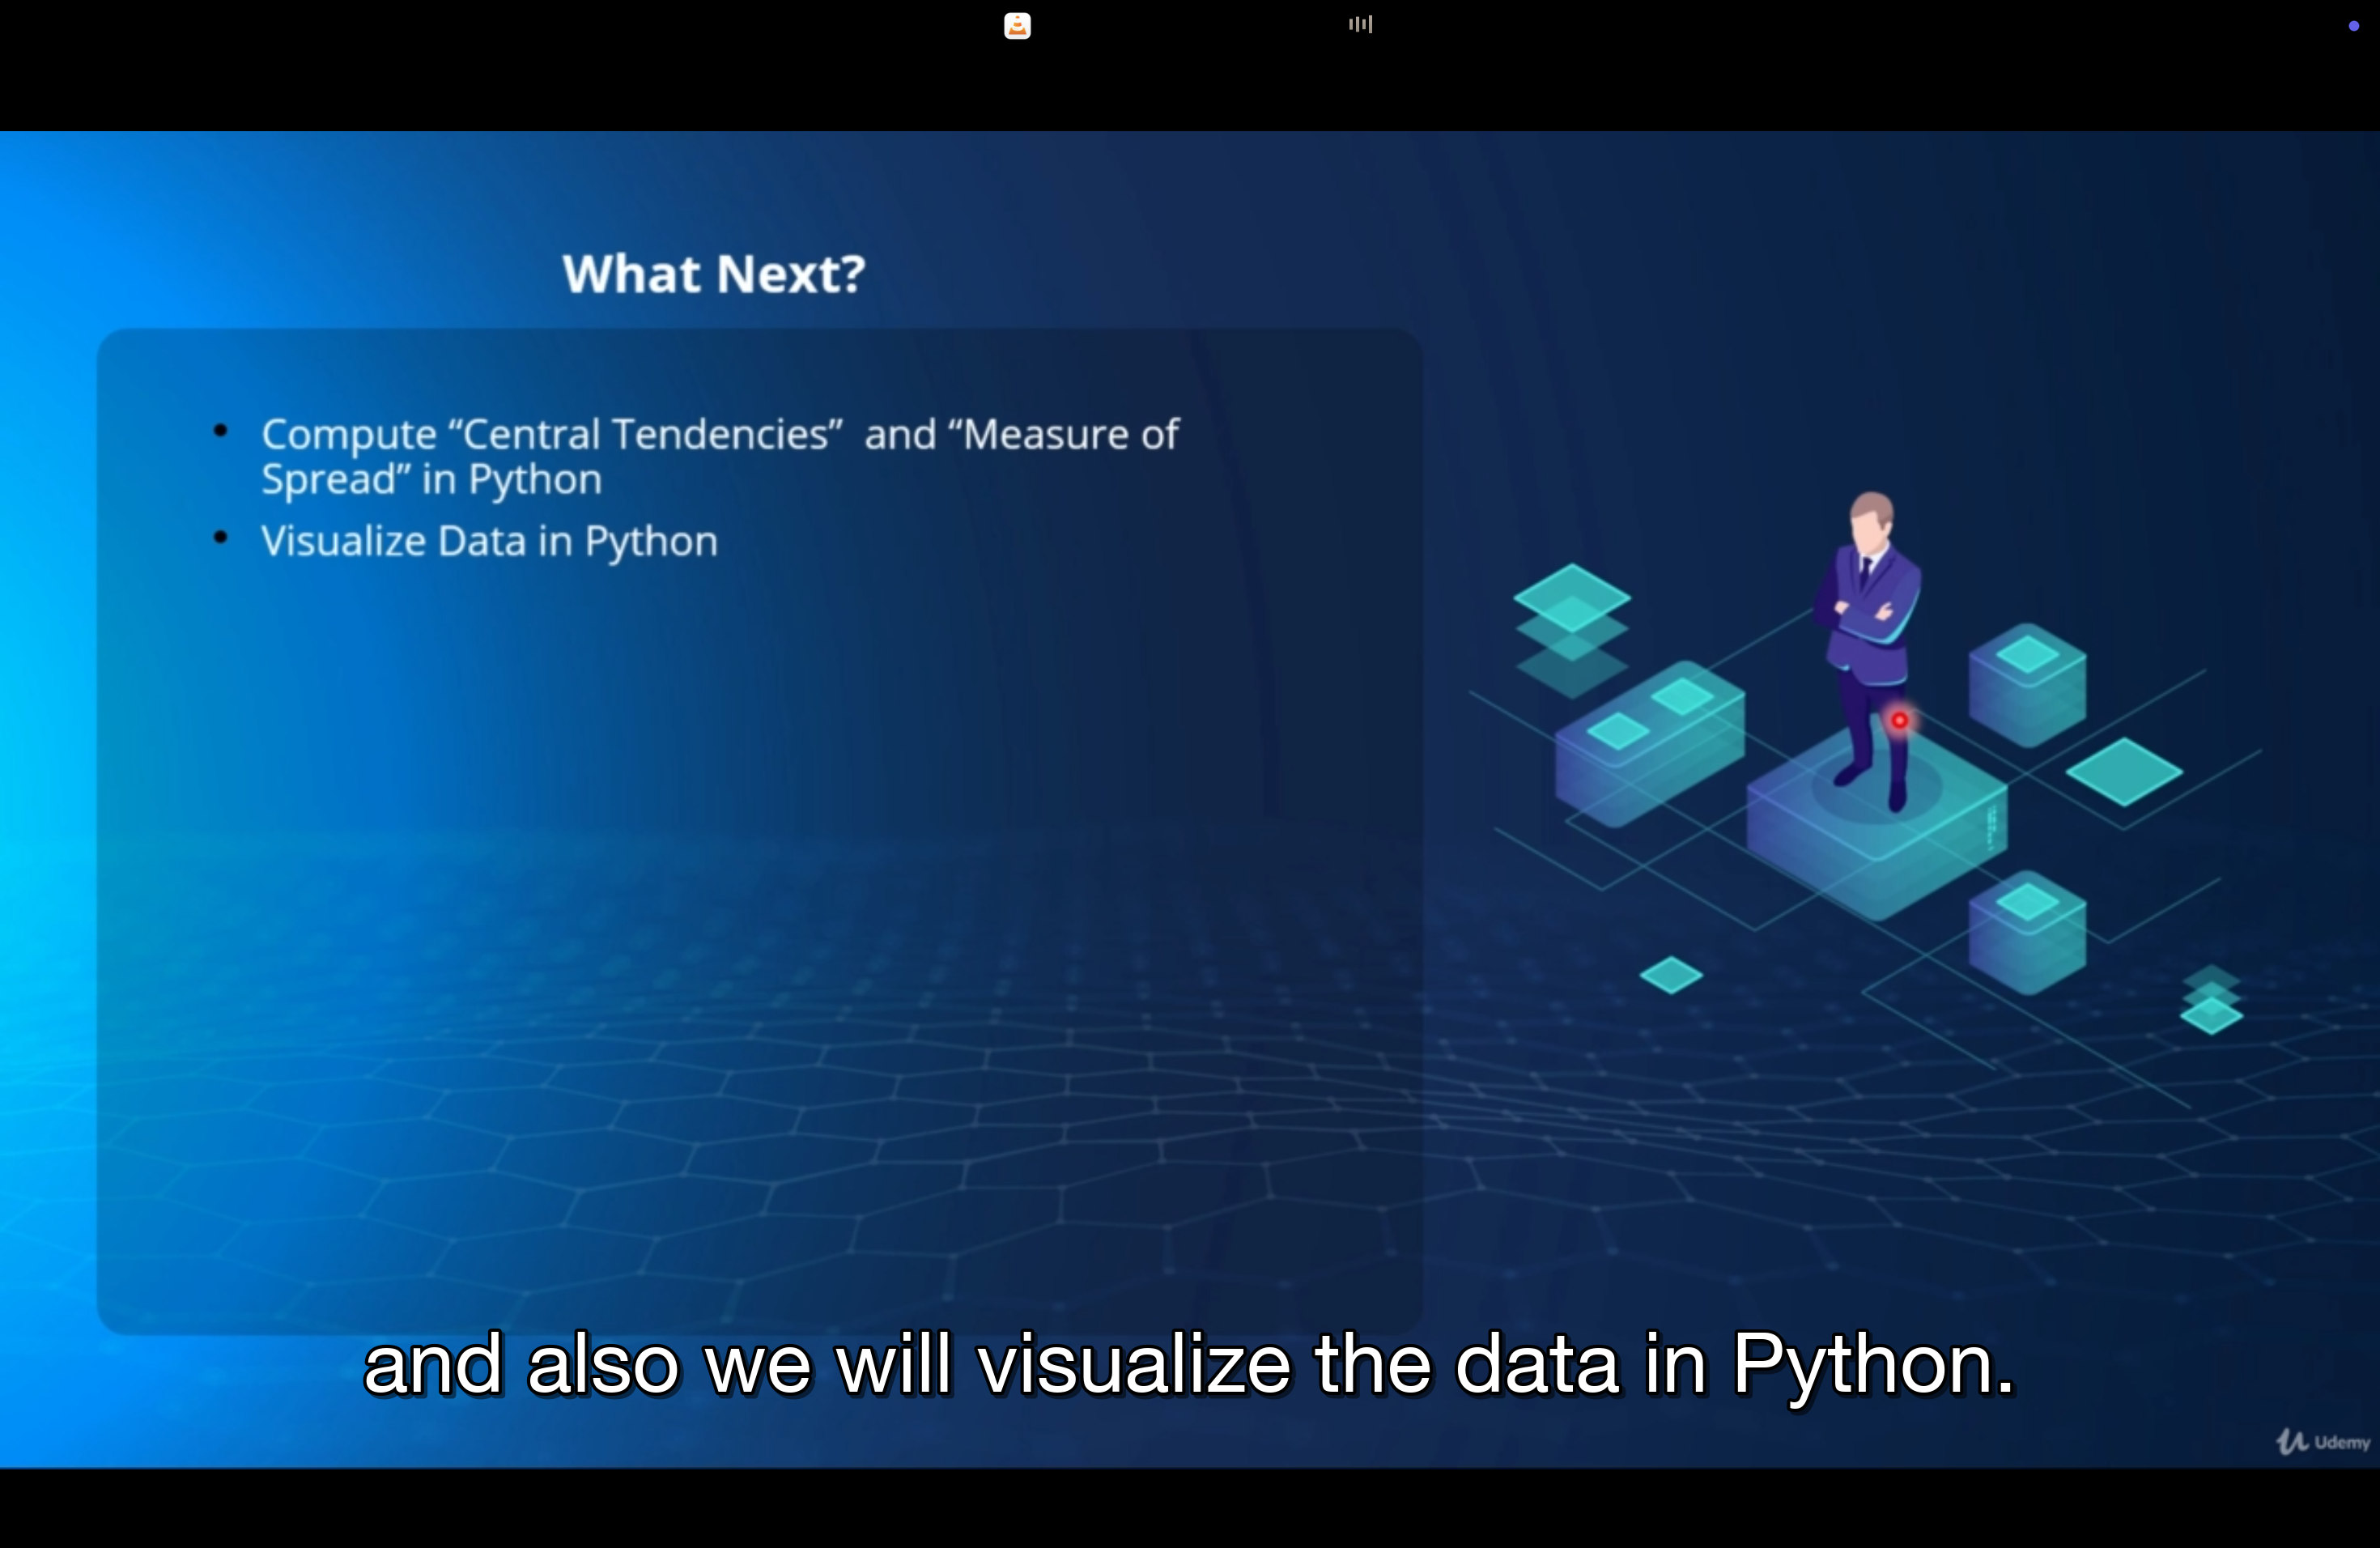 What Next?
• Compute “Central Tendencies” and “Measure of
Spread” in Python
• Visualize Data in Python
and also we will visualize the data in Python.
Udemy